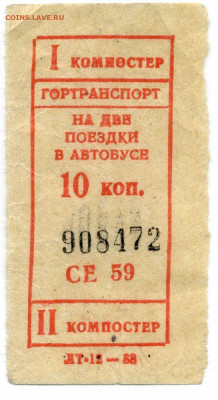 COINS.LAVE.RU
I КОМПОСТЕР
ГОРТРАНСПОРТ
НА ДВЕ
ПОЕЗДКИ
В АВТОБУСЕ
10 коп.
908472
СЕ 59
II КОМПОСТЕР